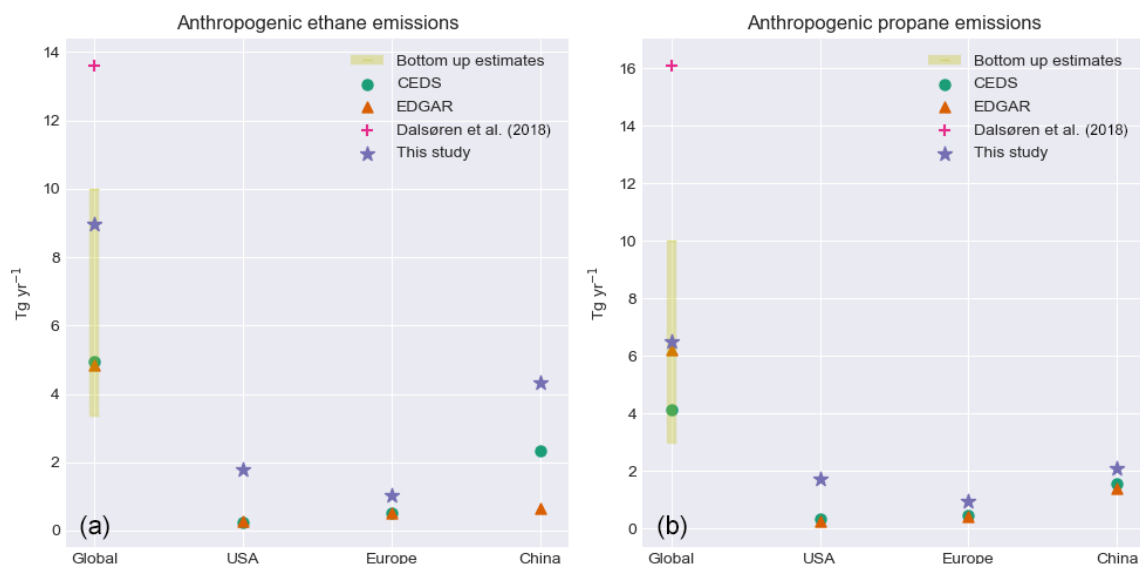 Anthropogenic ethane emissions
14
12
10
8
6
4
2
0
Tg yr⁻¹
Bottom up estimates
CEDS
EDGAR
Dalsøren et al. (2018)
This study
(a)
Global USA Europe China
Anthropogenic propane emissions
16
14
12
10
8
6
4
2
0
Tg yr⁻¹
Bottom up estimates
CEDS
EDGAR
Dalsøren et al. (2018)
This study
(b)
Global USA Europe China